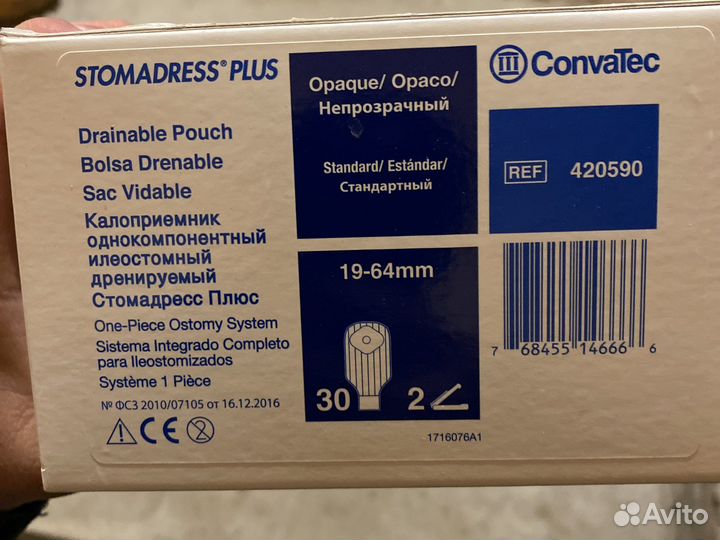 STOMADRESS® PLUS
Drainable Pouch
Bolsa Drenable
Sac Vidable
Калоприемник
однокомпонентный
илеостомный
дренируемый
Стомадресс Плюс
One-Piece Ostomy System
Sistema Integrado Completo
para Ileostomizados
Système 1 Pièce
№ ФСЗ 2010/07105 от 16.12.2016
CE
2
Opaque/ Opaco/
Непрозрачный
Standard/ Estándar/
Стандартный
19-64mm
30
2
1716076A1
ConvaTec
REF 420590
7 68455 14666 6
Avito